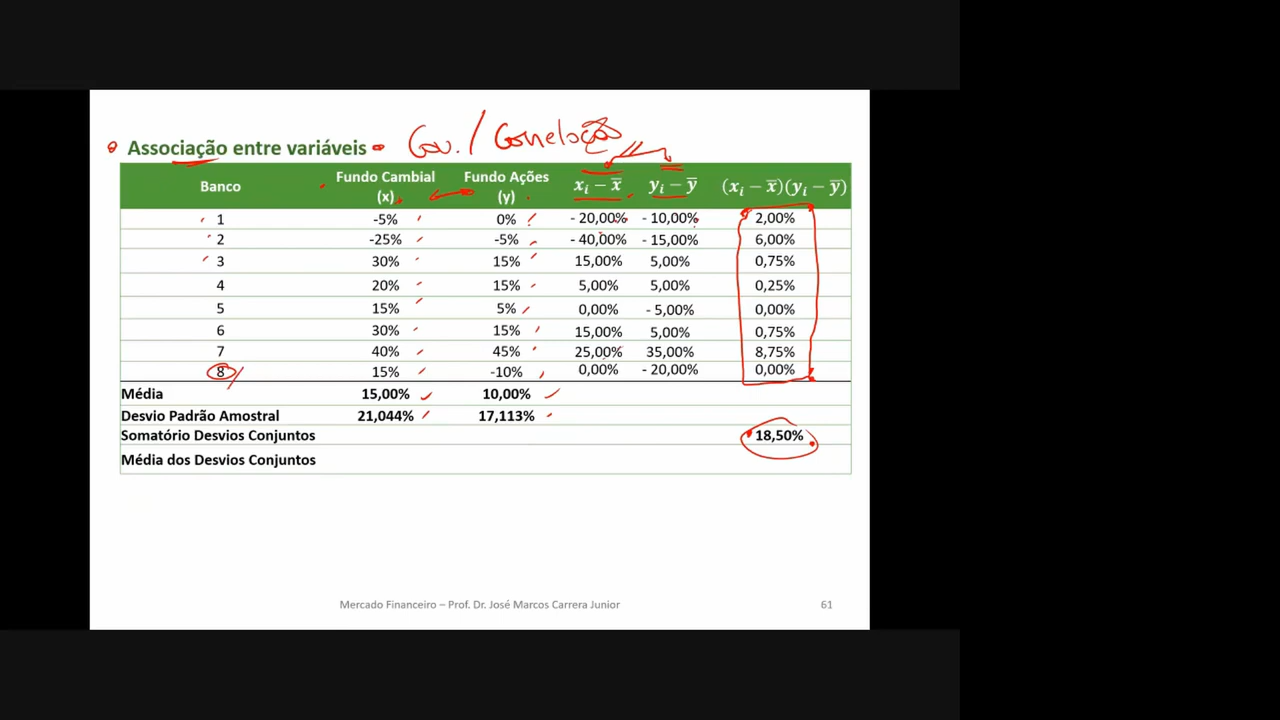 Associação entre variáveis Cov. / Correlação
Banco Fundo Cambial (x) Fundo Ações (y) xᵢ − x̅ yᵢ − y̅ (xᵢ − x̅)(yᵢ − y̅)
1 -5% 0% - 20,00% - 10,00% 2,00%
2 -25% -5% - 40,00% - 15,00% 6,00%
3 30% 15% 15,00% 5,00% 0,75%
4 20% 15% 5,00% 5,00% 0,25%
5 15% 5% 0,00% - 5,00% 0,00%
6 30% 15% 15,00% 5,00% 0,75%
7 40% 45% 25,00% 35,00% 8,75%
8 15% -10% 0,00% - 20,00% 0,00%
Média 15,00% 10,00%
Desvio Padrão Amostral 21,044% 17,113%
Somatório Desvios Conjuntos 18,50%
Média dos Desvios Conjuntos
Mercado Financeiro – Prof. Dr. José Marcos Carrera Junior 61